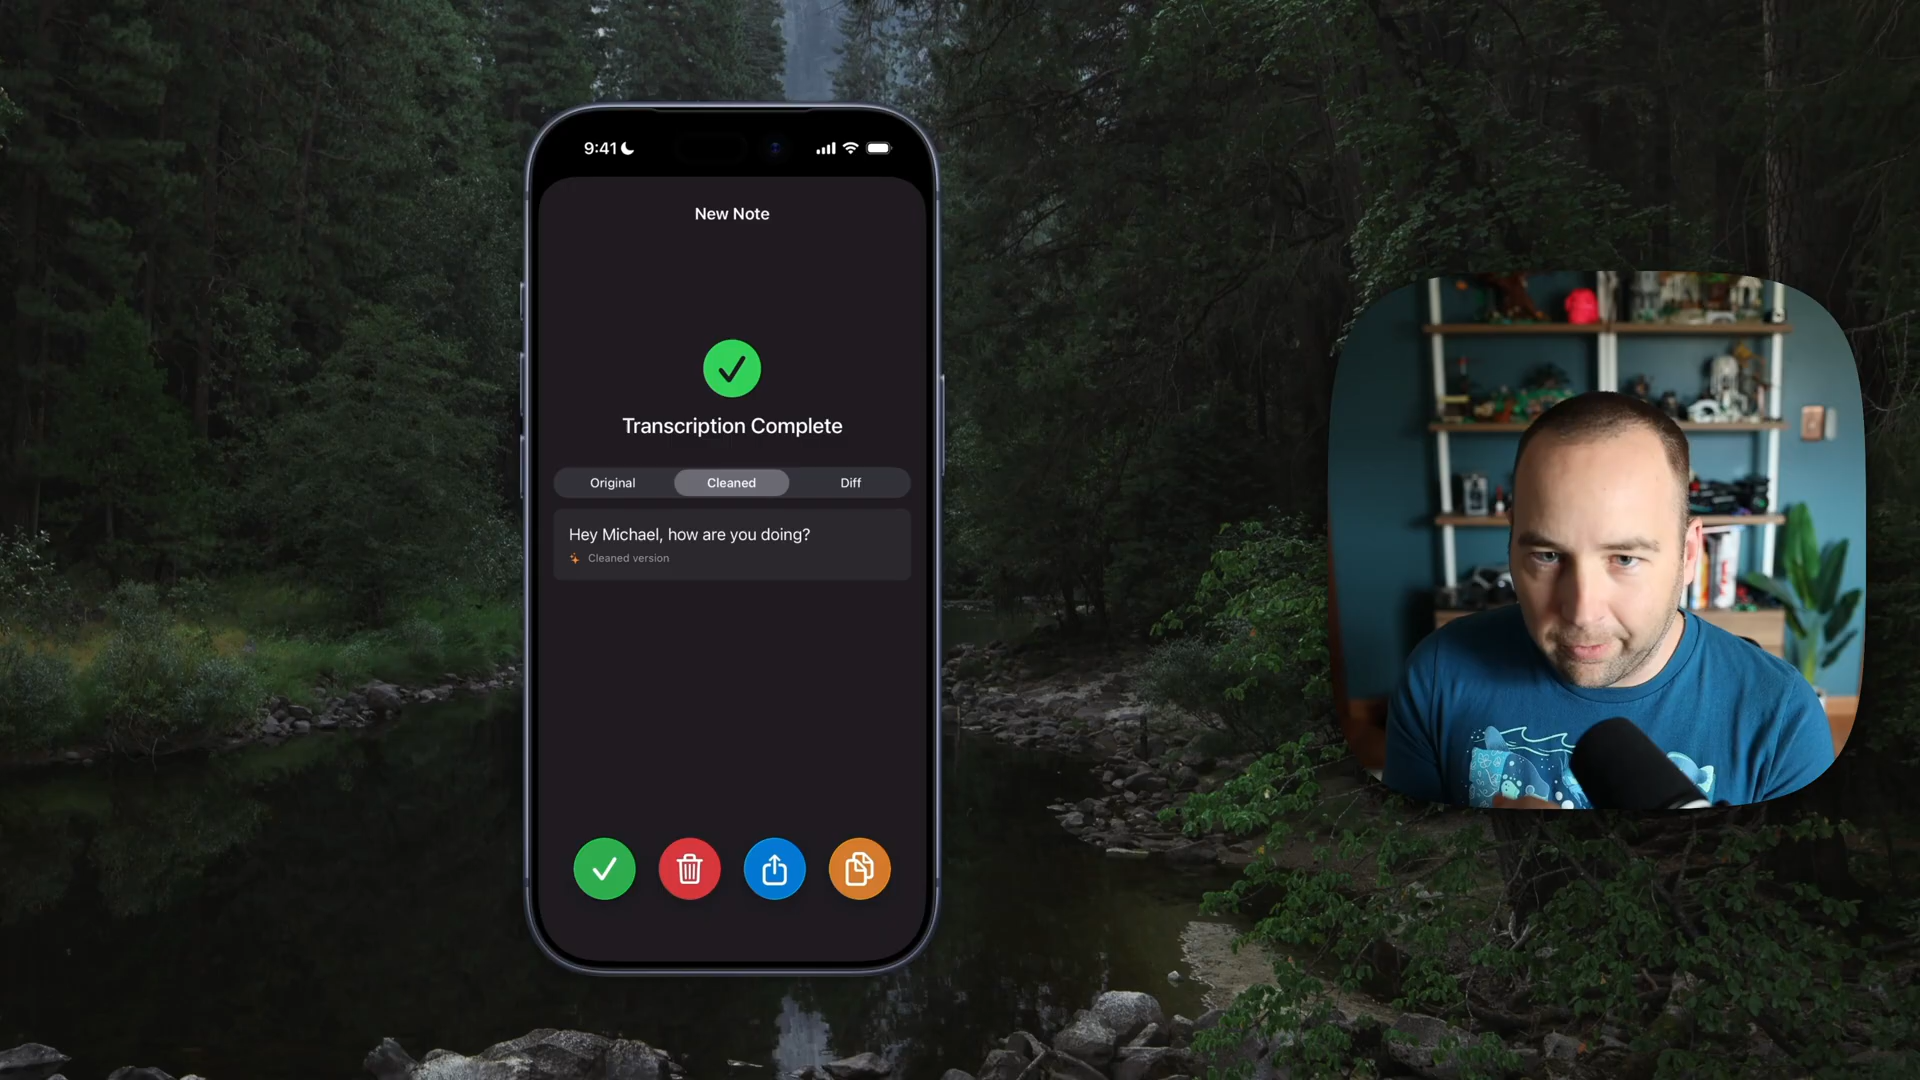 9:41
New Note
Transcription Complete
Original Cleaned Diff
Hey Michael, how are you doing?
Cleaned version